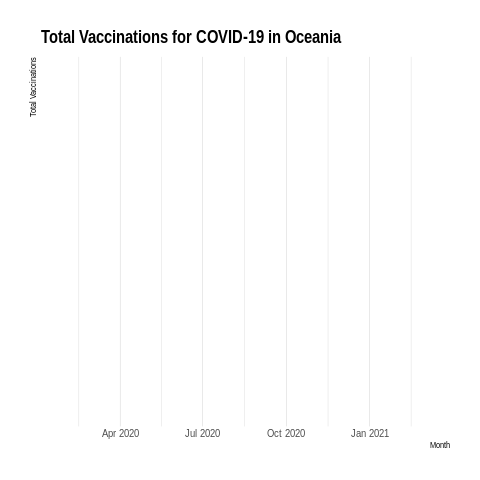 Total Vaccinations for COVID-19 in Oceania
Total Vaccinations
Apr 2020
Jul 2020
Oct 2020
Jan 2021
Month